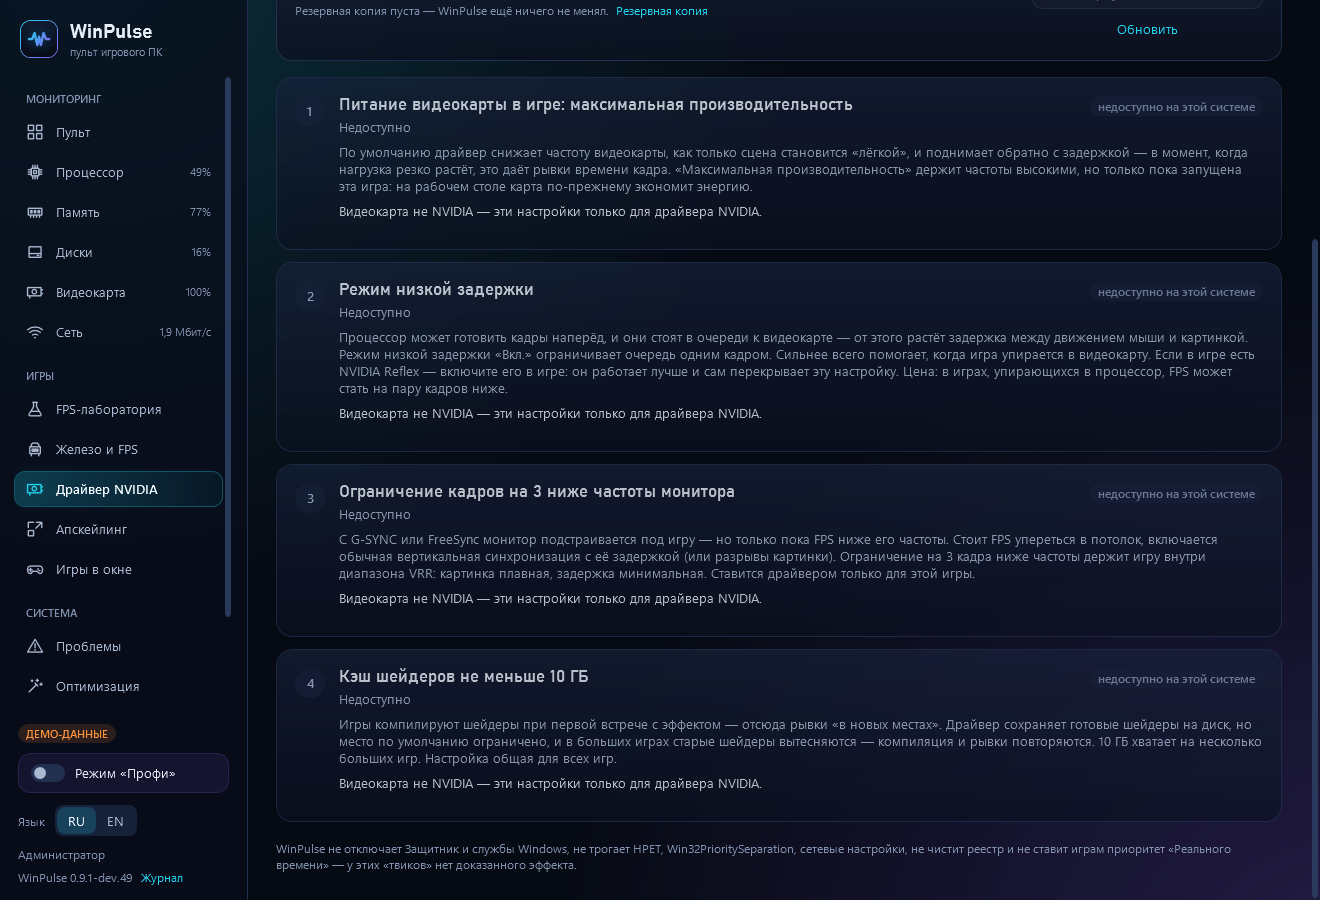 WinPulse
пульт игрового ПК
МОНИТОРИНГ
Пульт
Процессор 49%
Память 77%
Диски 16%
Видеокарта 100%
Сеть 1,9 Мбит/с
ИГРЫ
FPS-лаборатория
Железо и FPS
Драйвер NVIDIA
Апскейлинг
Игры в окне
СИСТЕМА
Проблемы
Оптимизация
ДЕМО-ДАННЫЕ
Режим «Профи»
Язык RU EN
Администратор
WinPulse 0.9.1-dev.49 Журнал
Резервная копия пуста — WinPulse ещё ничего не менял. Резервная копия
Обновить
1 Питание видеокарты в игре: максимальная производительность недоступно на этой системе
Недоступно
По умолчанию драйвер снижает частоту видеокарты, как только сцена становится «лёгкой», и поднимает обратно с задержкой — в момент, когда
нагрузка резко растёт, это даёт рывки времени кадра. «Максимальная производительность» держит частоты высокими, но только пока запущена
эта игра: на рабочем столе карта по-прежнему экономит энергию.
Видеокарта не NVIDIA — эти настройки только для драйвера NVIDIA.
2 Режим низкой задержки недоступно на этой системе
Недоступно
Процессор может готовить кадры наперёд, и они стоят в очереди к видеокарте — от этого растёт задержка между движением мыши и картинкой.
Режим низкой задержки «Вкл.» ограничивает очередь одним кадром. Сильнее всего помогает, когда игра упирается в видеокарту. Если в игре есть
NVIDIA Reflex — включите его в игре: он работает лучше и сам перекрывает эту настройку. Цена: в играх, упирающихся в процессор, FPS может
стать на пару кадров ниже.
Видеокарта не NVIDIA — эти настройки только для драйвера NVIDIA.
3 Ограничение кадров на 3 ниже частоты монитора недоступно на этой системе
Недоступно
С G-SYNC или FreeSync монитор подстраивается под игру — но только пока FPS ниже его частоты. Стоит FPS упереться в потолок, включается
обычная вертикальная синхронизация с её задержкой (или разрывы картинки). Ограничение на 3 кадра ниже частоты держит игру внутри
диапазона VRR: картинка плавная, задержка минимальная. Ставится драйвером только для этой игры.
Видеокарта не NVIDIA — эти настройки только для драйвера NVIDIA.
4 Кэш шейдеров не меньше 10 ГБ недоступно на этой системе
Недоступно
Игры компилируют шейдеры при первой встрече с эффектом — отсюда рывки «в новых местах». Драйвер сохраняет готовые шейдеры на диск, но
место по умолчанию ограничено, и в больших играх старые шейдеры вытесняются — компиляция и рывки повторяются. 10 ГБ хватает на несколько
больших игр. Настройка общая для всех игр.
Видеокарта не NVIDIA — эти настройки только для драйвера NVIDIA.
WinPulse не отключает Защитник и службы Windows, не трогает HPET, Win32PrioritySeparation, сетевые настройки, не чистит реестр и не ставит играм приоритет «Реального
времени» — у этих «твиков» нет доказанного эффекта.